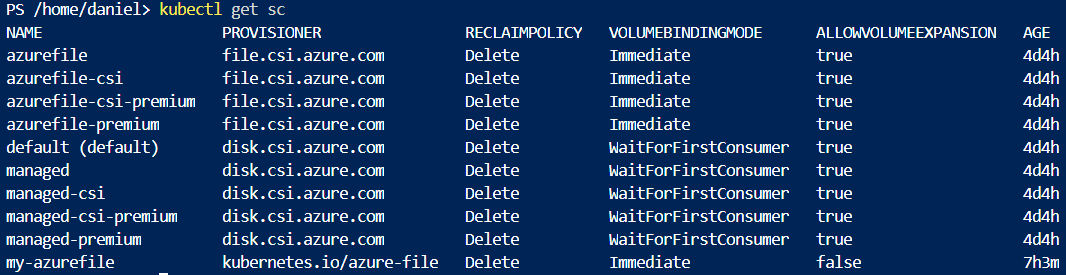 PS /home/daniel> kubectl get sc
NAME PROVISIONER RECLAIMPOLICY VOLUMEBINDINGMODE ALLOWVOLUMEEXPANSION AGE
azurefile file.csi.azure.com Delete Immediate true 4d4h
azurefile-csi file.csi.azure.com Delete Immediate true 4d4h
azurefile-csi-premium file.csi.azure.com Delete Immediate true 4d4h
azurefile-premium file.csi.azure.com Delete Immediate true 4d4h
default (default) disk.csi.azure.com Delete WaitForFirstConsumer true 4d4h
managed disk.csi.azure.com Delete WaitForFirstConsumer true 4d4h
managed-csi disk.csi.azure.com Delete WaitForFirstConsumer true 4d4h
managed-csi-premium disk.csi.azure.com Delete WaitForFirstConsumer true 4d4h
managed-premium disk.csi.azure.com Delete WaitForFirstConsumer true 4d4h
my-azurefile kubernetes.io/azure-file Delete Immediate false 7h3m